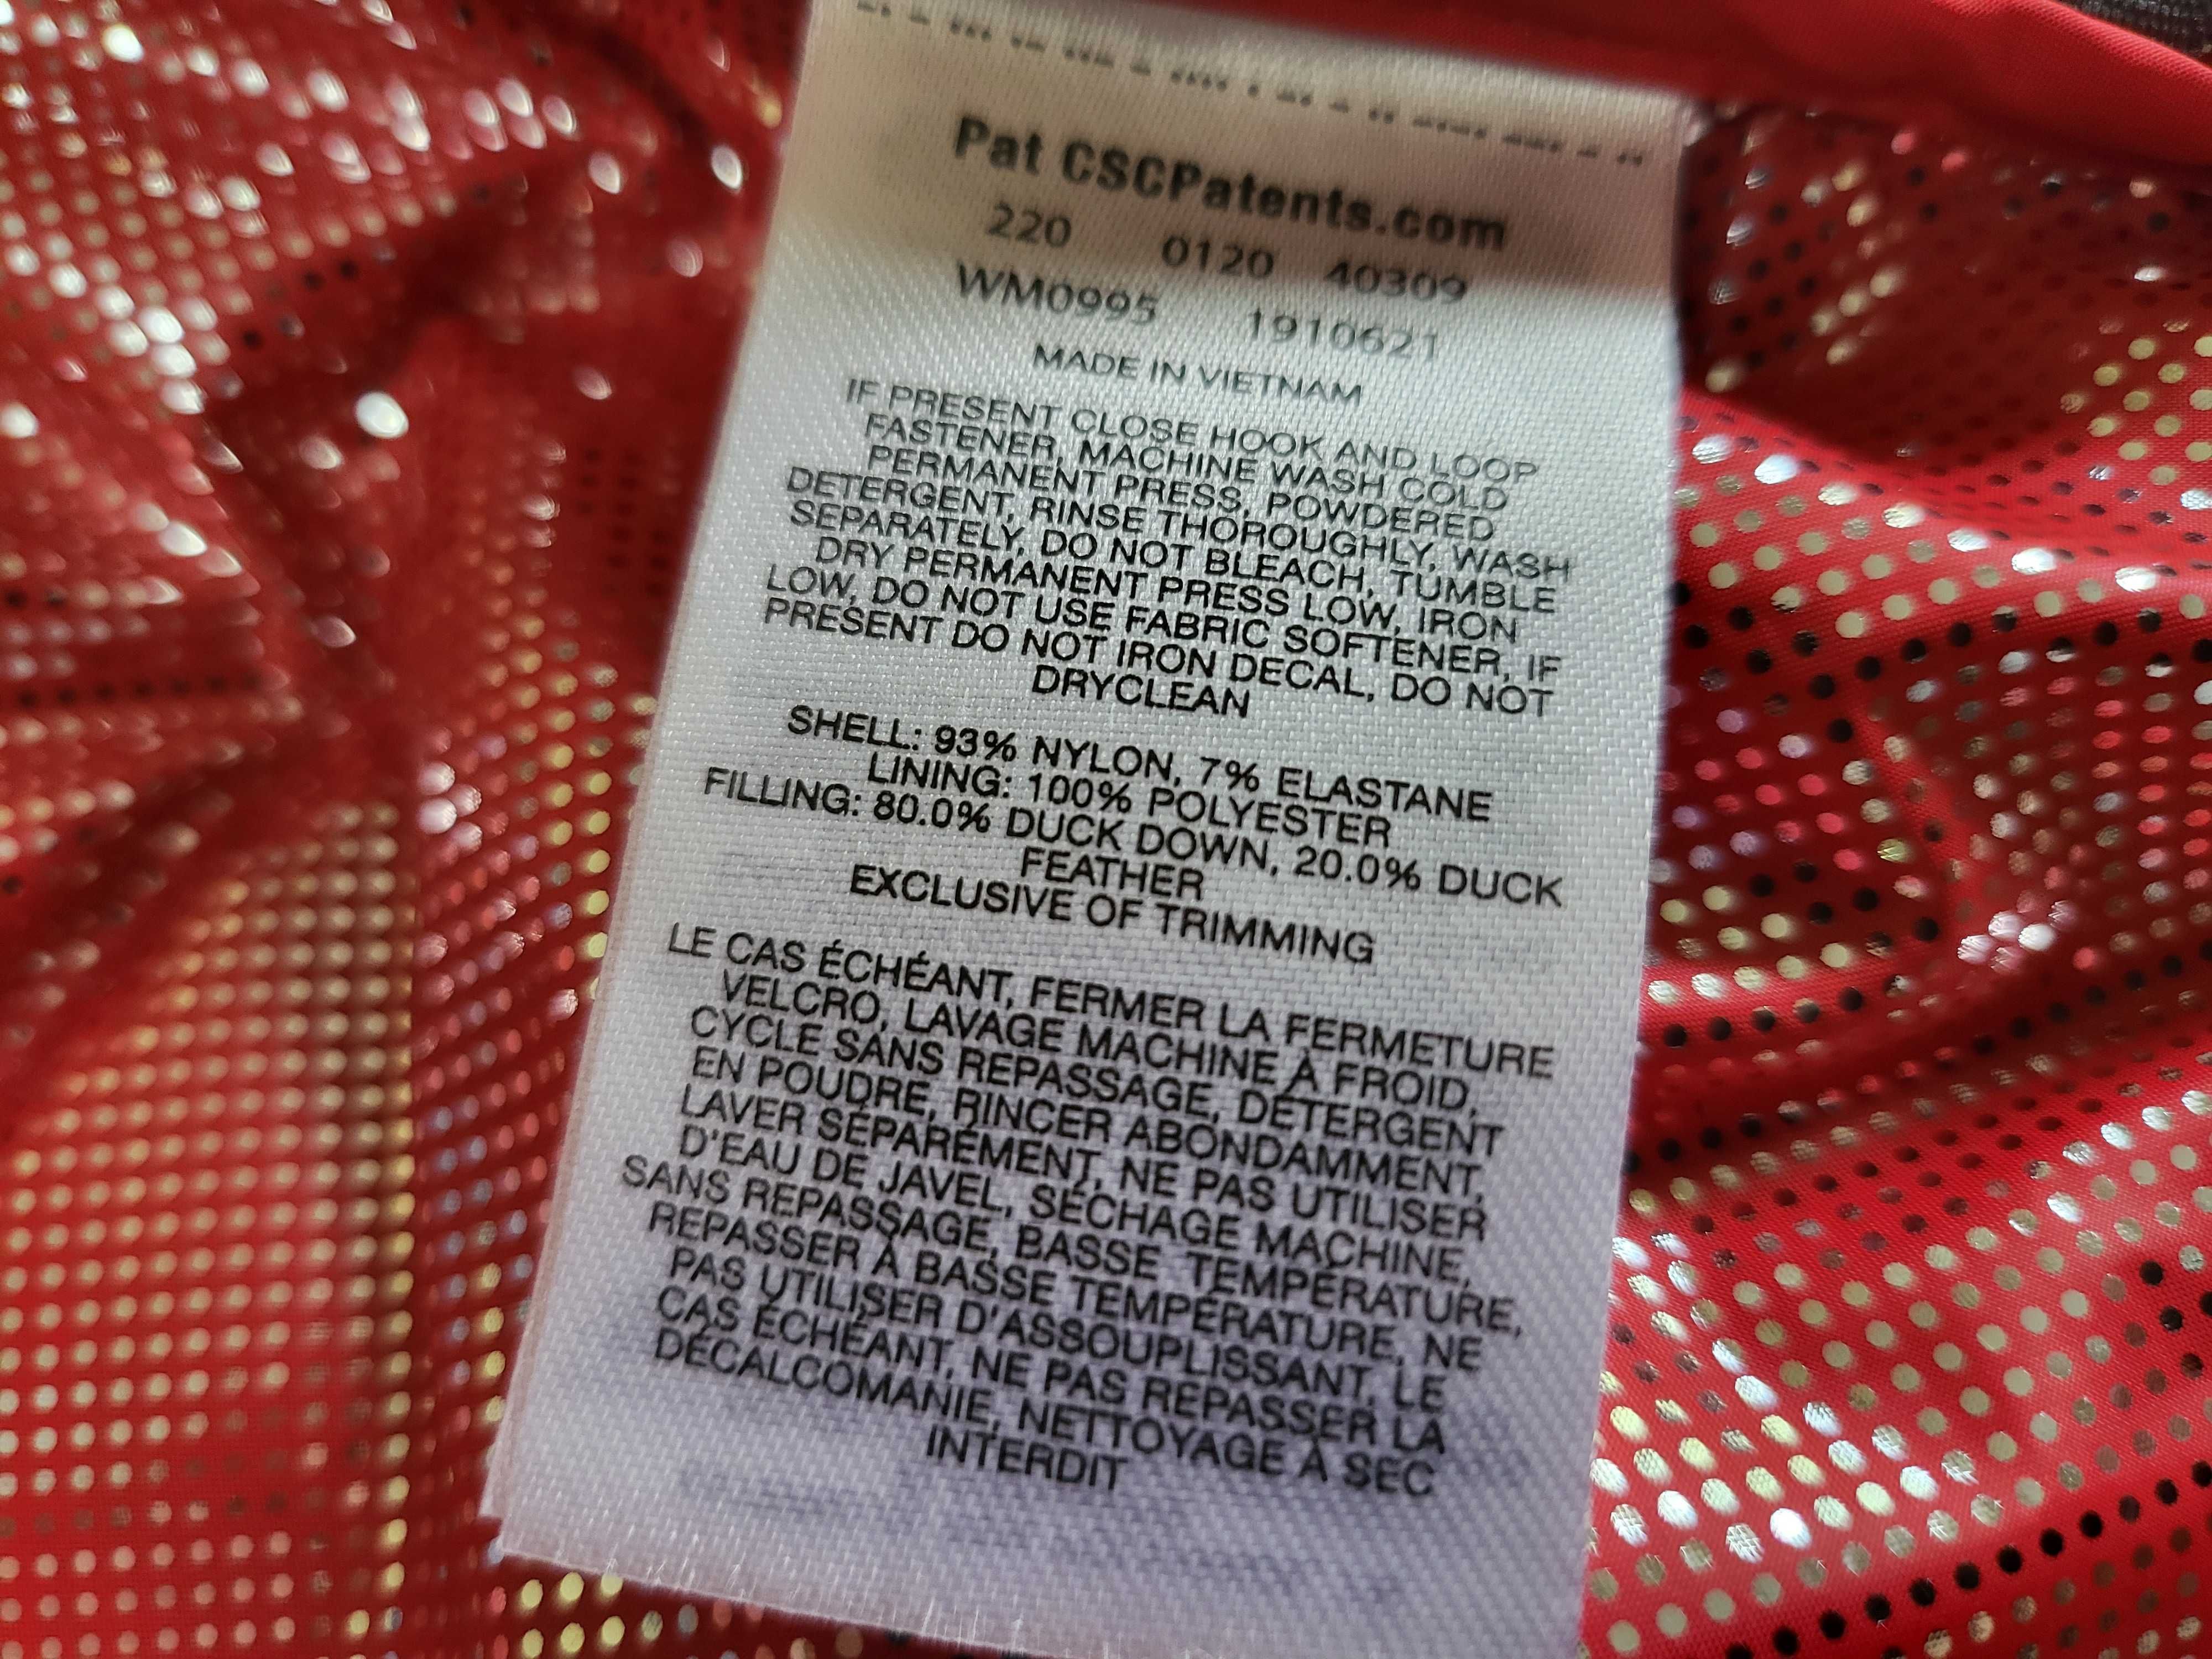 Pat CSCPatents.com
220 0120 40309
WM0995 1910621
MADE IN VIETNAM
IF PRESENT CLOSE HOOK AND LOOP
FASTENER, MACHINE WASH COLD
PERMANENT PRESS, POWDERED
DETERGENT, RINSE THOROUGHLY, WASH
SEPARATELY, DO NOT BLEACH, TUMBLE
DRY PERMANENT PRESS LOW, IRON
LOW, DO NOT USE FABRIC SOFTENER, IF
PRESENT DO NOT IRON DECAL, DO NOT
DRYCLEAN
SHELL: 93% NYLON, 7% ELASTANE
LINING: 100% POLYESTER
FILLING: 80.0% DUCK DOWN, 20.0% DUCK
FEATHER
EXCLUSIVE OF TRIMMING
LE CAS ÉCHÉANT, FERMER LA FERMETURE
VELCRO, LAVAGE MACHINE À FROID,
CYCLE SANS REPASSAGE, DÉTERGENT
EN POUDRE, RINCER ABONDAMMENT,
LAVER SÉPARÉMENT, NE PAS UTILISER
D'EAU DE JAVEL, SÉCHAGE MACHINE,
SANS REPASSAGE, BASSE TEMPÉRATURE,
REPASSER À BASSE TEMPÉRATURE, NE
PAS UTILISER D'ASSOUPLISSANT, LE
CAS ÉCHÉANT, NE PAS REPASSER LA
DÉCALCOMANIE, NETTOYAGE À SEC
INTERDIT